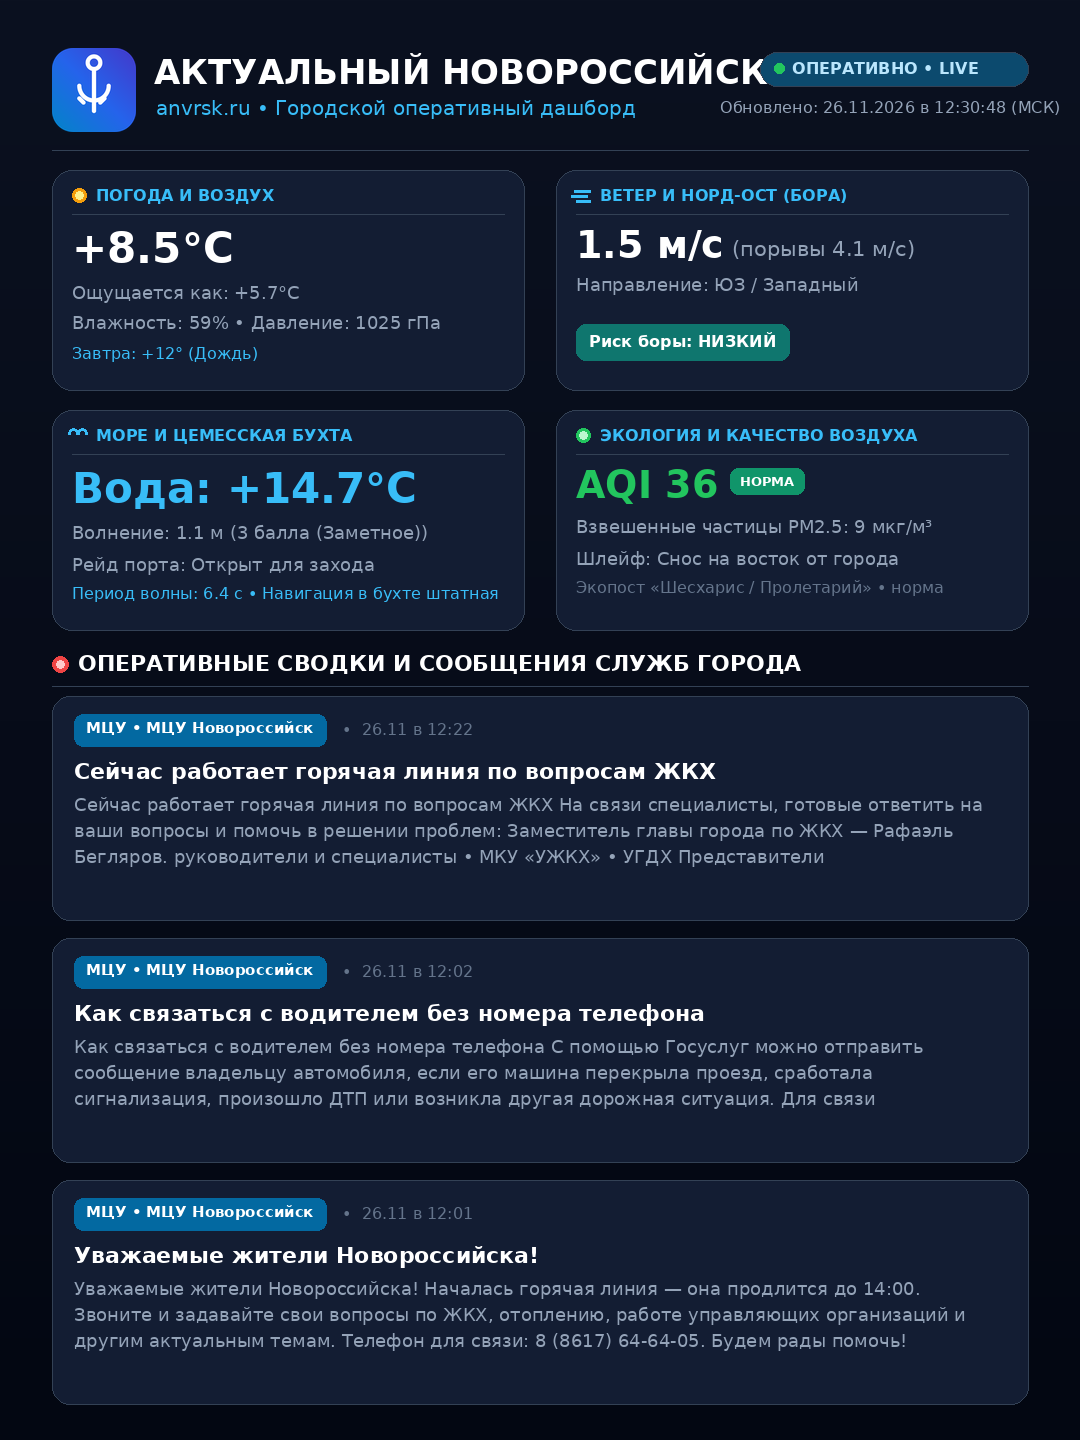 АКТУАЛЬНЫЙ НОВОРОССИЙСК
ОПЕРАТИВНО • LIVE
anvrsk.ru • Городской оперативный дашборд
Обновлено: 26.11.2026 в 12:30:48 (МСК)
ПОГОДА И ВОЗДУХ
+8.5°C
Ощущается как: +5.7°C
Влажность: 59% • Давление: 1025 гПа
Завтра: +12° (Дождь)
ВЕТЕР И НОРД-ОСТ (БОРА)
1.5 м/с (порывы 4.1 м/с)
Направление: ЮЗ / Западный
Риск боры: НИЗКИЙ
МОРЕ И ЦЕМЕССКАЯ БУХТА
Вода: +14.7°C
Волнение: 1.1 м (3 балла (Заметное))
Рейд порта: Открыт для захода
Период волны: 6.4 с • Навигация в бухте штатная
ЭКОЛОГИЯ И КАЧЕСТВО ВОЗДУХА
AQI 36 НОРМА
Взвешенные частицы PM2.5: 9 мкг/м³
Шлейф: Снос на восток от города
Экопост «Шесхарис / Пролетарий» • норма
ОПЕРАТИВНЫЕ СВОДКИ И СООБЩЕНИЯ СЛУЖБ ГОРОДА
МЦУ • МЦУ Новороссийск • 26.11 в 12:22
Сейчас работает горячая линия по вопросам ЖКХ
Сейчас работает горячая линия по вопросам ЖКХ На связи специалисты, готовые ответить на
ваши вопросы и помочь в решении проблем: Заместитель главы города по ЖКХ — Рафаэль
Бегляров. руководители и специалисты • МКУ «УЖКХ» • УГДХ Представители
МЦУ • МЦУ Новороссийск • 26.11 в 12:02
Как связаться с водителем без номера телефона
Как связаться с водителем без номера телефона С помощью Госуслуг можно отправить
сообщение владельцу автомобиля, если его машина перекрыла проезд, сработала
сигнализация, произошло ДТП или возникла другая дорожная ситуация. Для связи
МЦУ • МЦУ Новороссийск • 26.11 в 12:01
Уважаемые жители Новороссийска!
Уважаемые жители Новороссийска! Началась горячая линия — она продлится до 14:00.
Звоните и задавайте свои вопросы по ЖКХ, отоплению, работе управляющих организаций и
другим актуальным темам. Телефон для связи: 8 (8617) 64-64-05. Будем рады помочь!